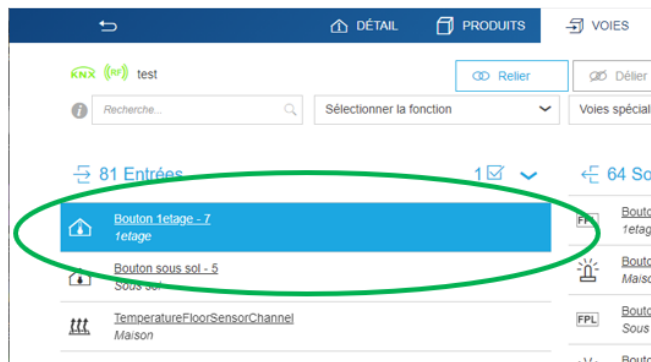 DÉTAIL PRODUITS VOIES
KNX RF test Relier Délier
Recherche... Sélectionner la fonction Voies spécial
81 Entrées 1 64 So
Bouton 1etage - 7 FPL Bouto
1etage 1etag
Bouton sous sol - 5 Bouto
Sous sol Maiso
TemperatureFloorSensorChannel FPL Bouto
Maison Sous
Bouto